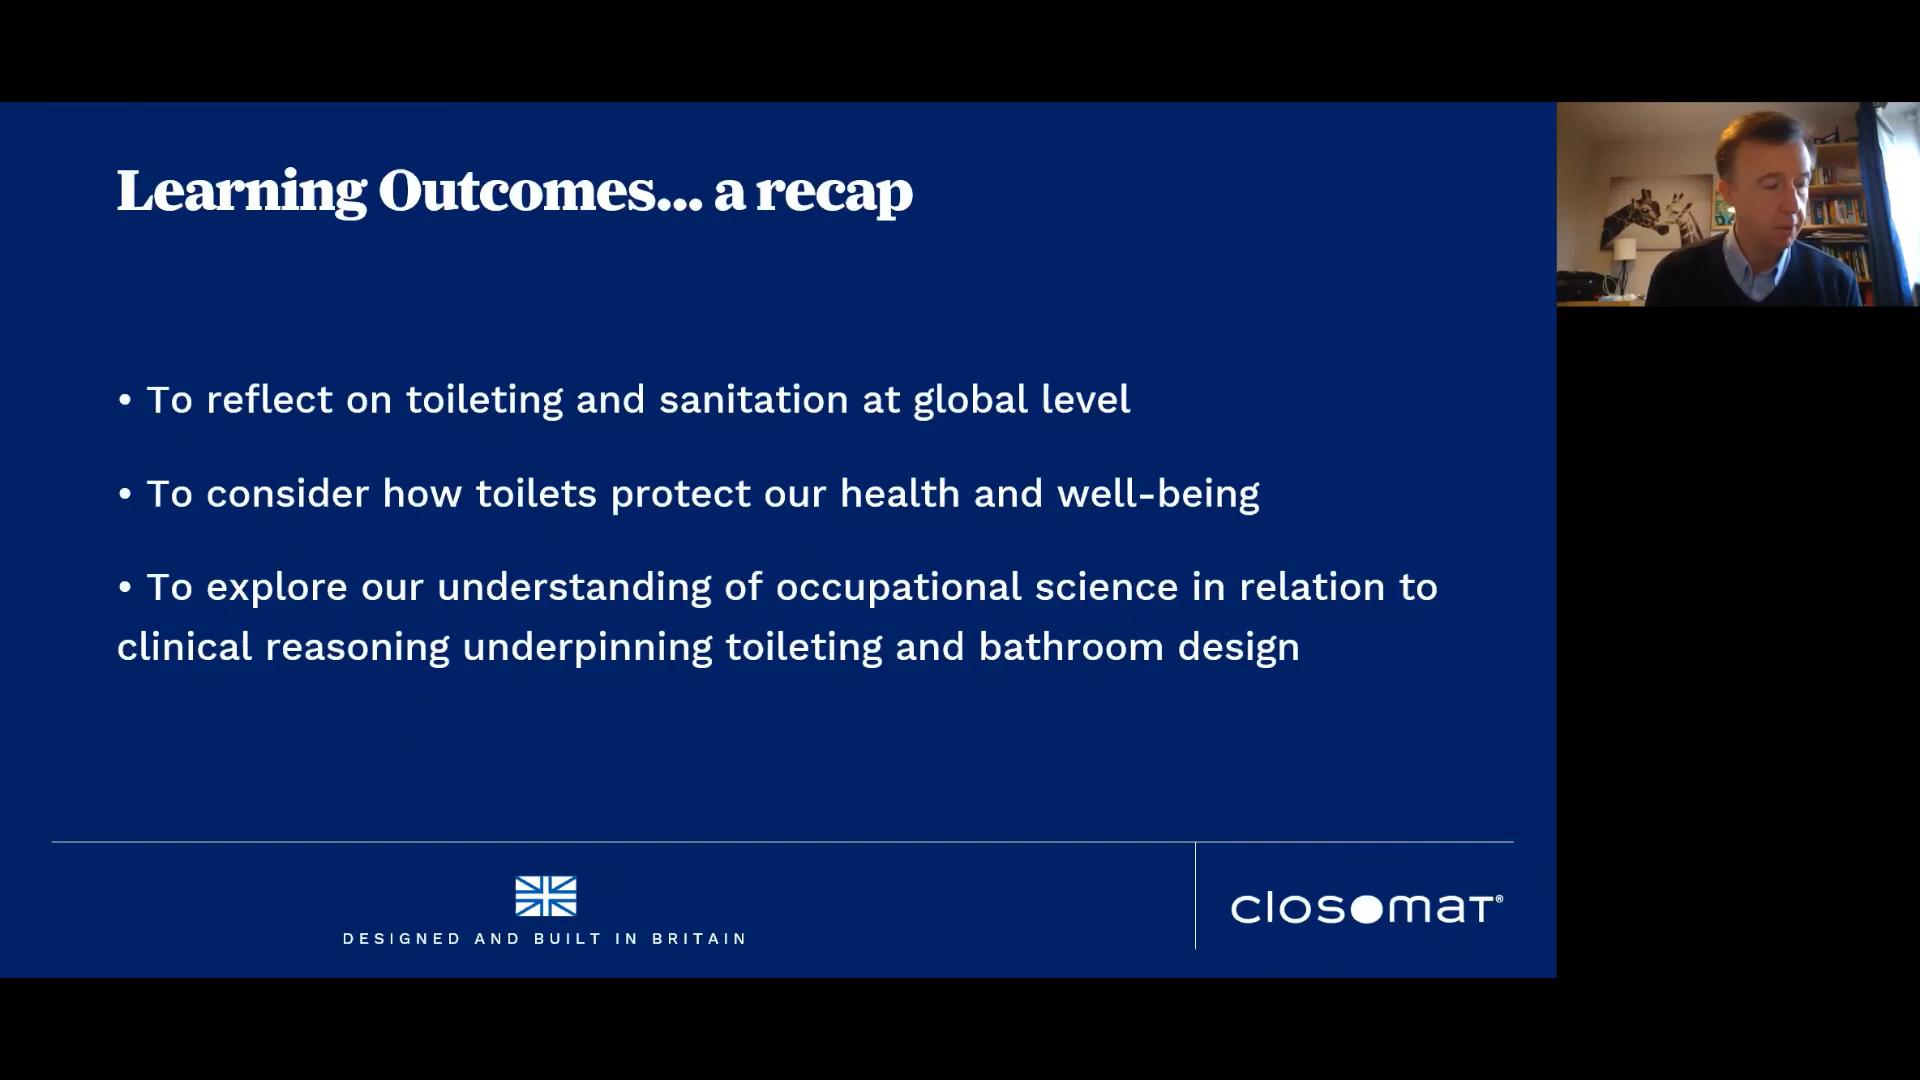 Learning Outcomes... a recap
• To reflect on toileting and sanitation at global level
• To consider how toilets protect our health and well-being
• To explore our understanding of occupational science in relation to
clinical reasoning underpinning toileting and bathroom design
DESIGNED AND BUILT IN BRITAIN
closomat®